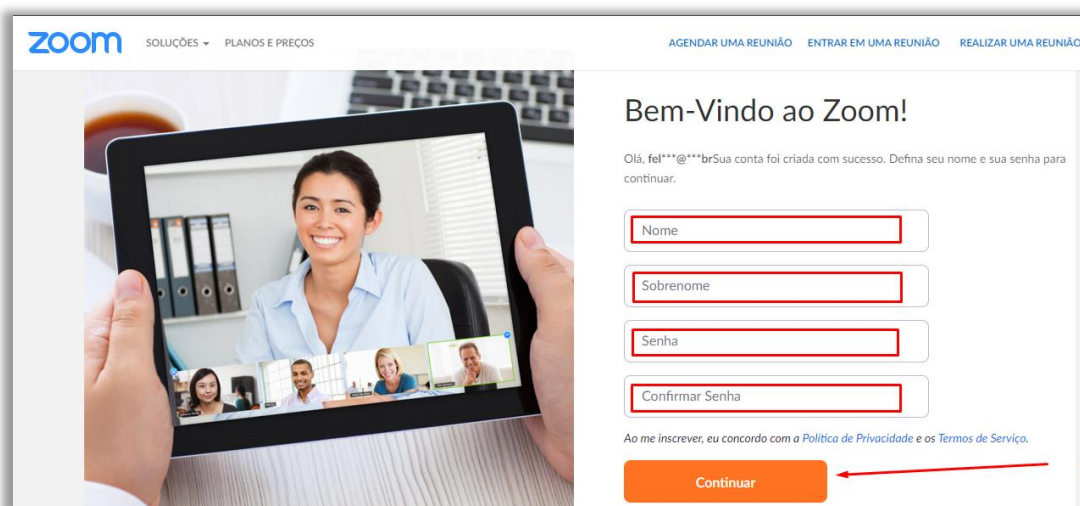 zoom
SOLUÇÕES PLANOS E PREÇOS
AGENDAR UMA REUNIÃO ENTRAR EM UMA REUNIÃO REALIZAR UMA REUNIÃO
Bem-Vindo ao Zoom!
Olá, fel***@***brSua conta foi criada com sucesso. Defina seu nome e sua senha para
continuar.
Nome
Sobrenome
Senha
Confirmar Senha
Ao me inscrever, eu concordo com a Política de Privacidade e os Termos de Serviço.
Continuar